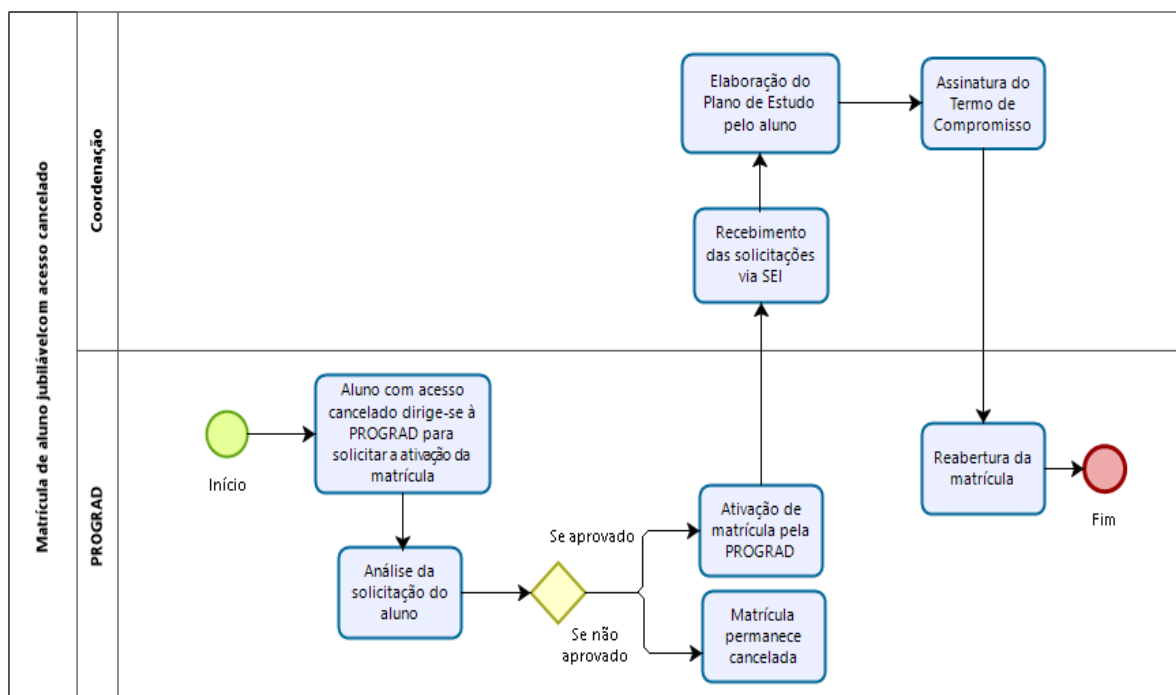 Matrícula de aluno jubilávelcom acesso cancelado
Coordenação
Elaboração do
Plano de Estudo
pelo aluno
Assinatura do
Termo de
Compromisso
Recebimento
das solicitações
via SEI
PROGRAD
Início
Aluno com acesso
cancelado dirige-se à
PROGRAD para
solicitar a ativação da
matrícula
Análise da
solicitação do
aluno
Se aprovado
Se não
aprovado
Ativação de
matrícula pela
PROGRAD
Matrícula
permanece
cancelada
Reabertura da
matrícula
Fim